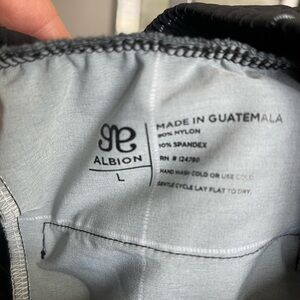 ALBION
L
MADE IN GUATEMALA
90% NYLON
10% SPANDEX
RN # 124780
HAND WASH COLD OR USE COLD
GENTLE CYCLE LAY FLAT TO DRY.